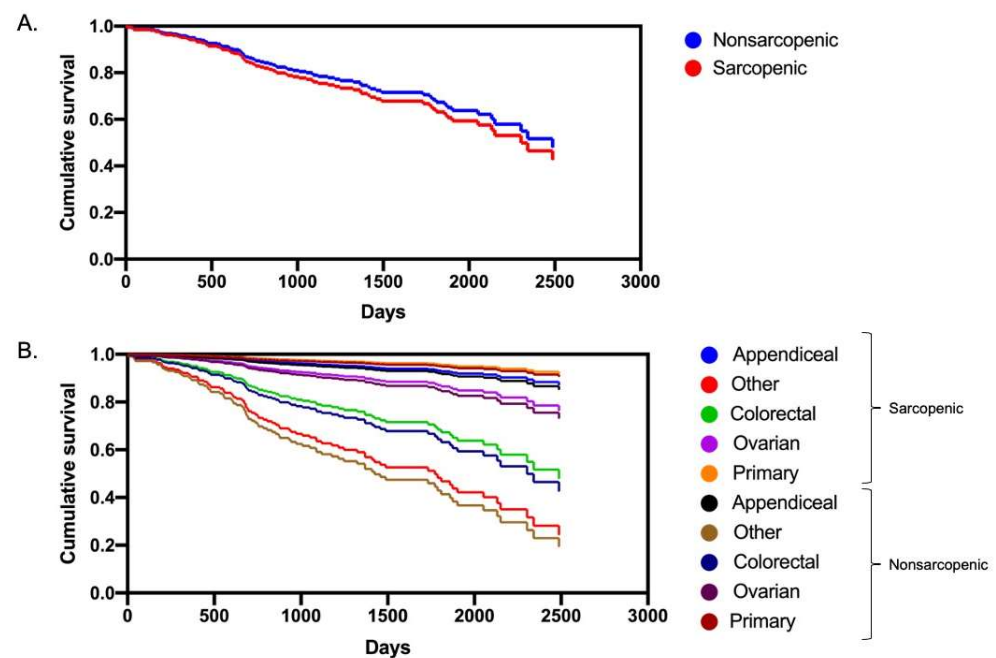 A.
Cumulative survival
1.0
0.8
0.6
0.4
0.2
0.0
0 500 1000 1500 2000 2500 3000
Days
Nonsarcopenic
Sarcopenic
B.
Cumulative survival
1.0
0.8
0.6
0.4
0.2
0.0
0 500 1000 1500 2000 2500 3000
Days
Appendiceal
Other
Colorectal
Ovarian
Primary
Sarcopenic
Appendiceal
Other
Colorectal
Ovarian
Primary
Nonsarcopenic